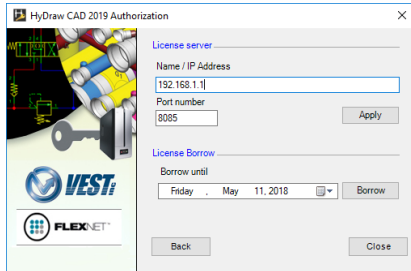 HyDraw CAD 2019 Authorization
License server
Name / IP Address
192.168.1.1
Port number
8085
Apply
License Borrow
Borrow until
Friday , May 11, 2018
Borrow
Back
Close
G1
VEST
FLEXNET